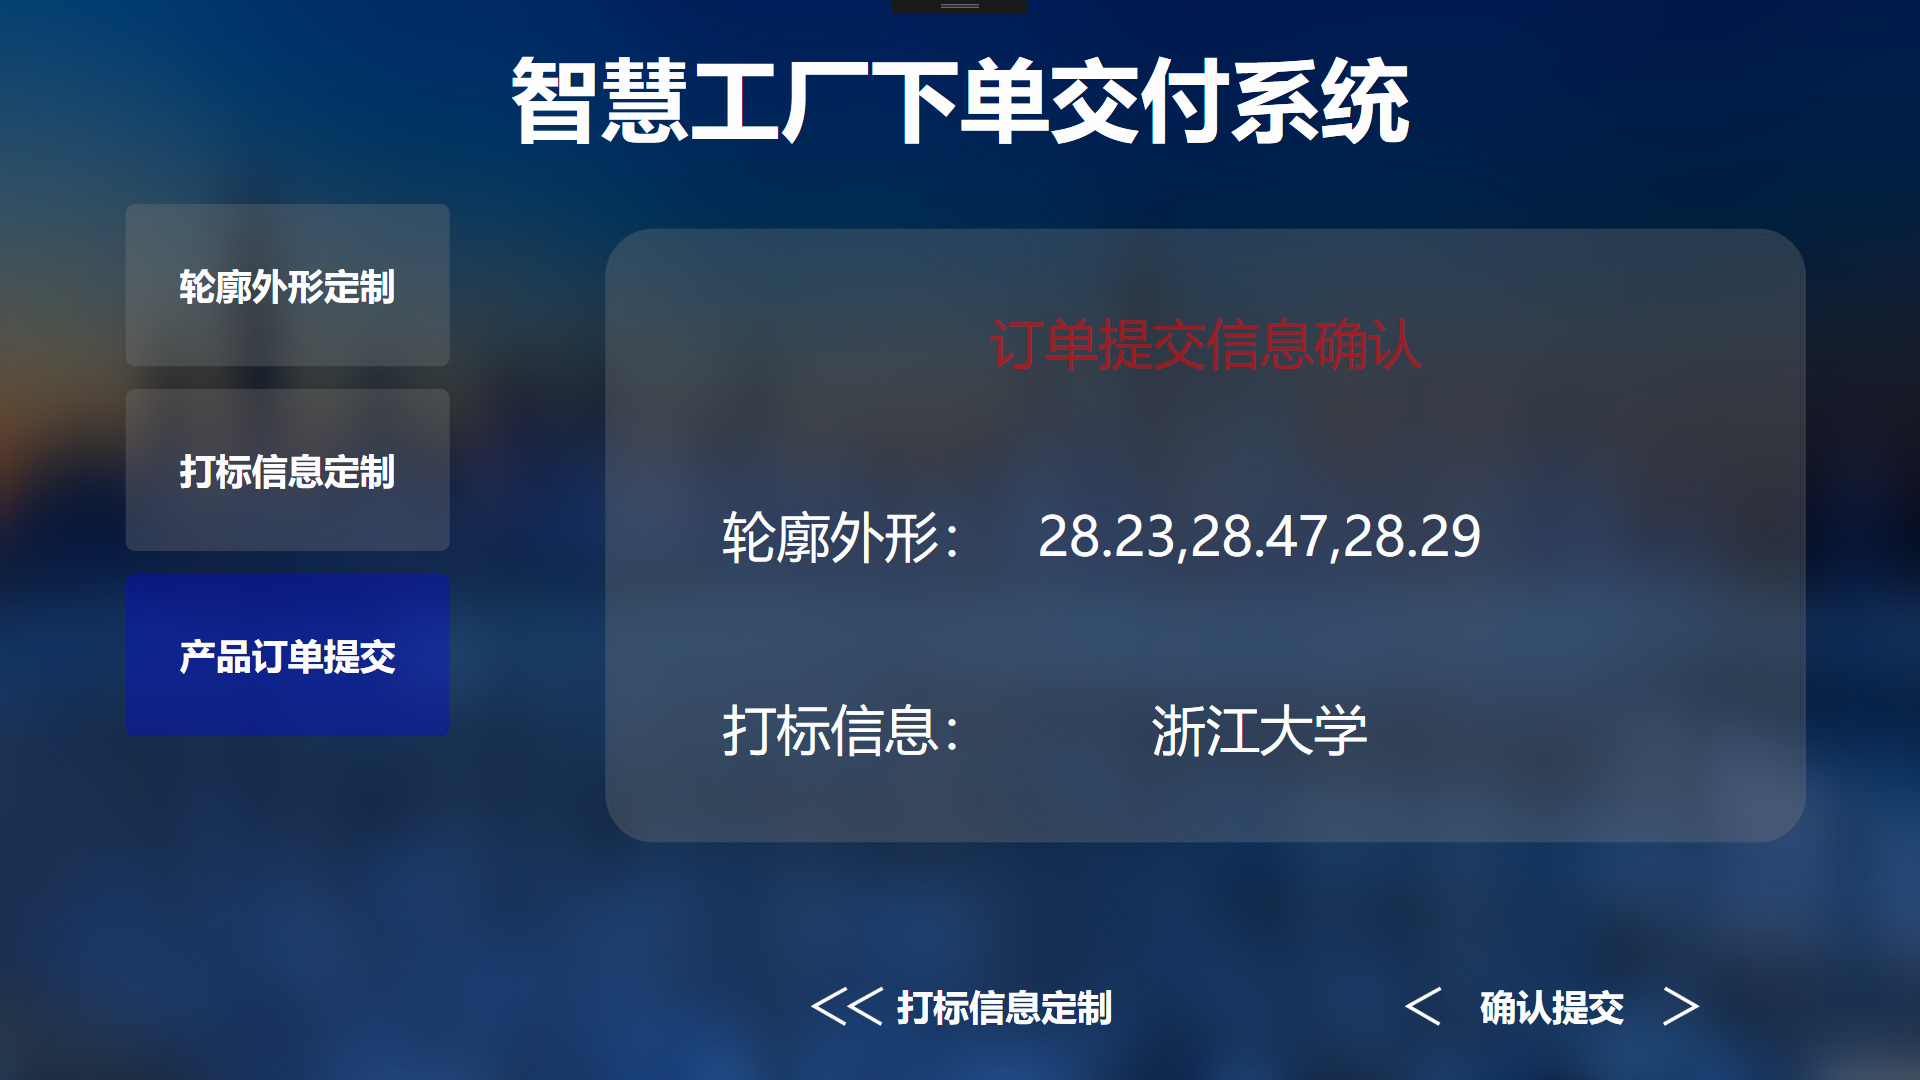 智慧工厂下单交付系统
轮廓外形定制
打标信息定制
产品订单提交
订单提交信息确认
轮廓外形： 28.23,28.47,28.29
打标信息： 浙江大学
<< 打标信息定制
< 确认提交 >